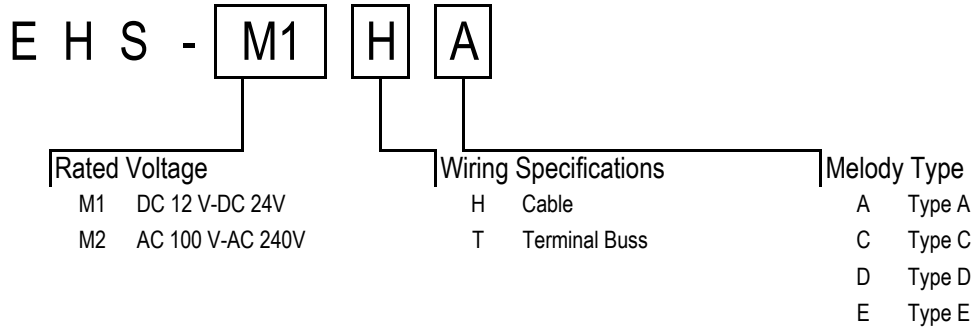 E H S - M1 H A
Rated Voltage
M1 DC 12 V-DC 24V
M2 AC 100 V-AC 240V
Wiring Specifications
H Cable
T Terminal Buss
Melody Type
A Type A
C Type C
D Type D
E Type E